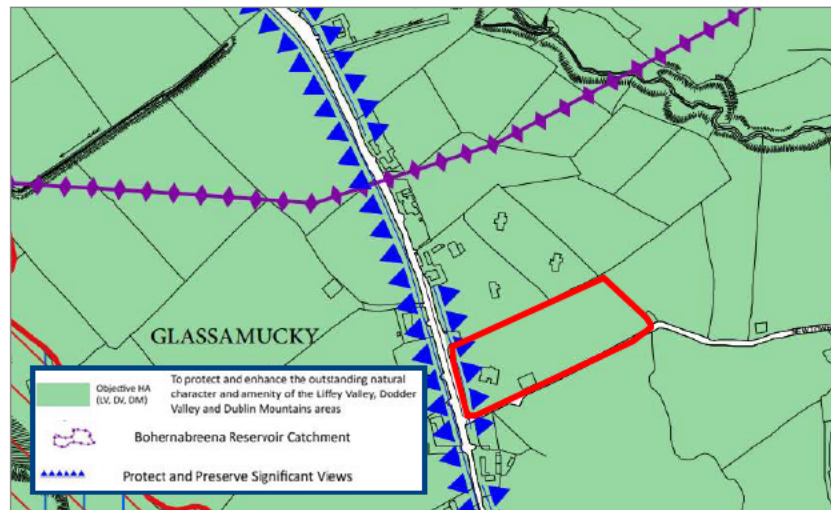 NEWTOWN
GLASSAMUCKY
Objective HA
(LV, DV, DM)
To protect and enhance the outstanding natural
character and amenity of the Liffey Valley, Dodder
Valley and Dublin Mountains areas
Bohernabreena Reservoir Catchment
Protect and Preserve Significant Views